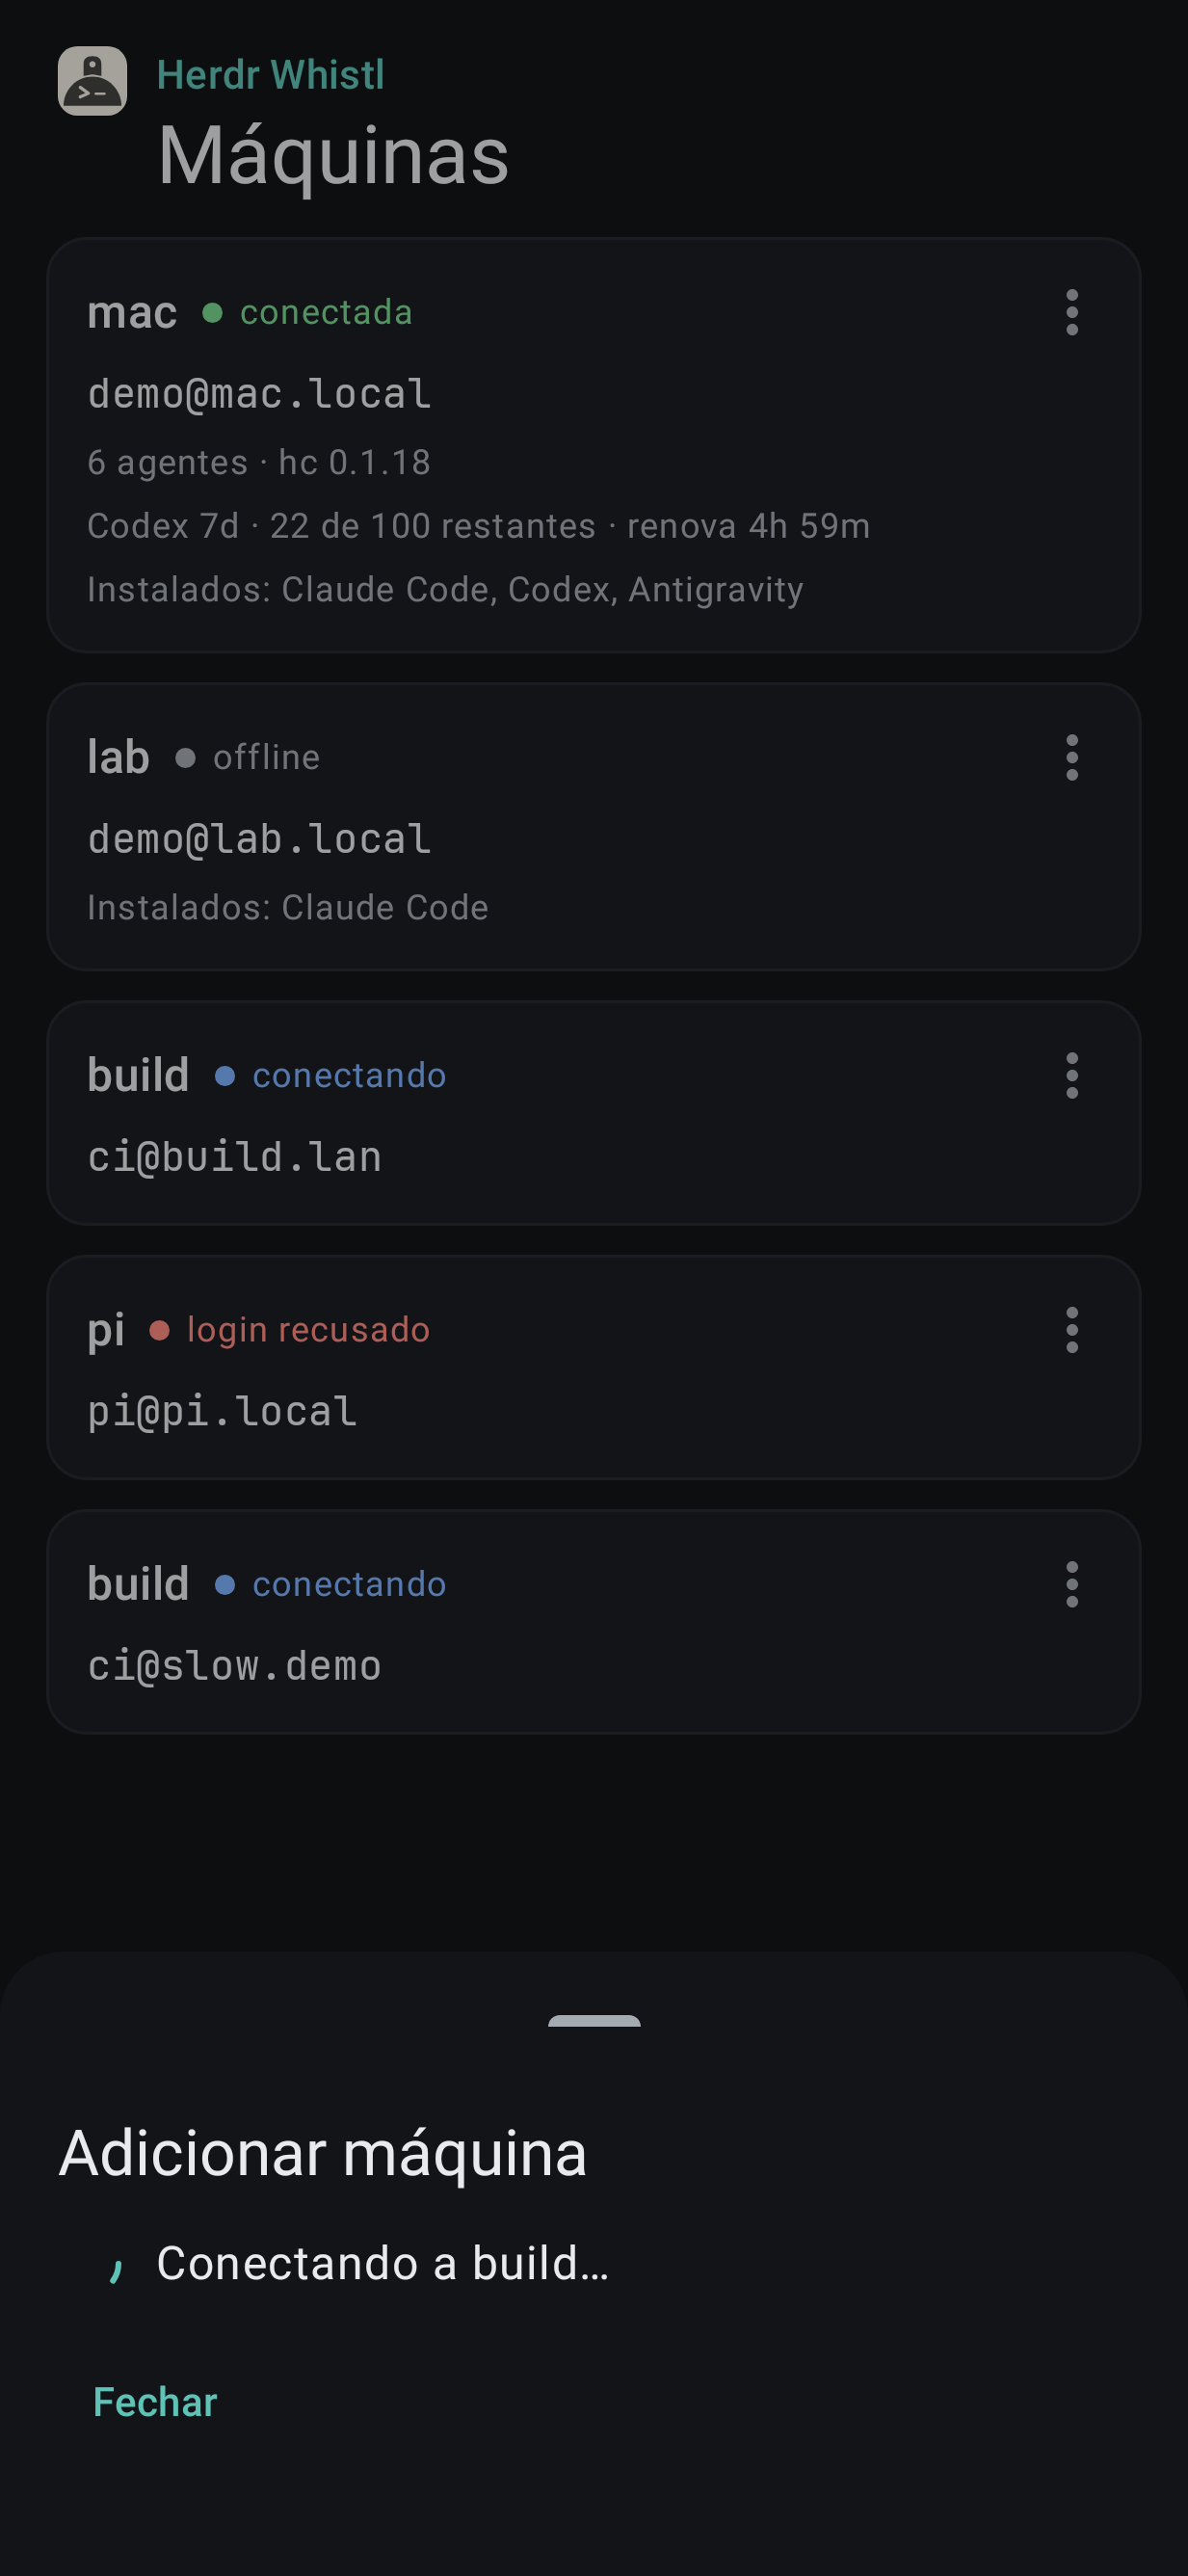 Herdr Whistl
Máquinas
mac conectada
demo@mac.local
6 agentes · hc 0.1.18
Codex 7d · 22 de 100 restantes · renova 4h 59m
Instalados: Claude Code, Codex, Antigravity
lab offline
demo@lab.local
Instalados: Claude Code
build conectando
ci@build.lan
pi login recusado
pi@pi.local
build conectando
ci@slow.demo
Adicionar máquina
Conectando a build…
Fechar